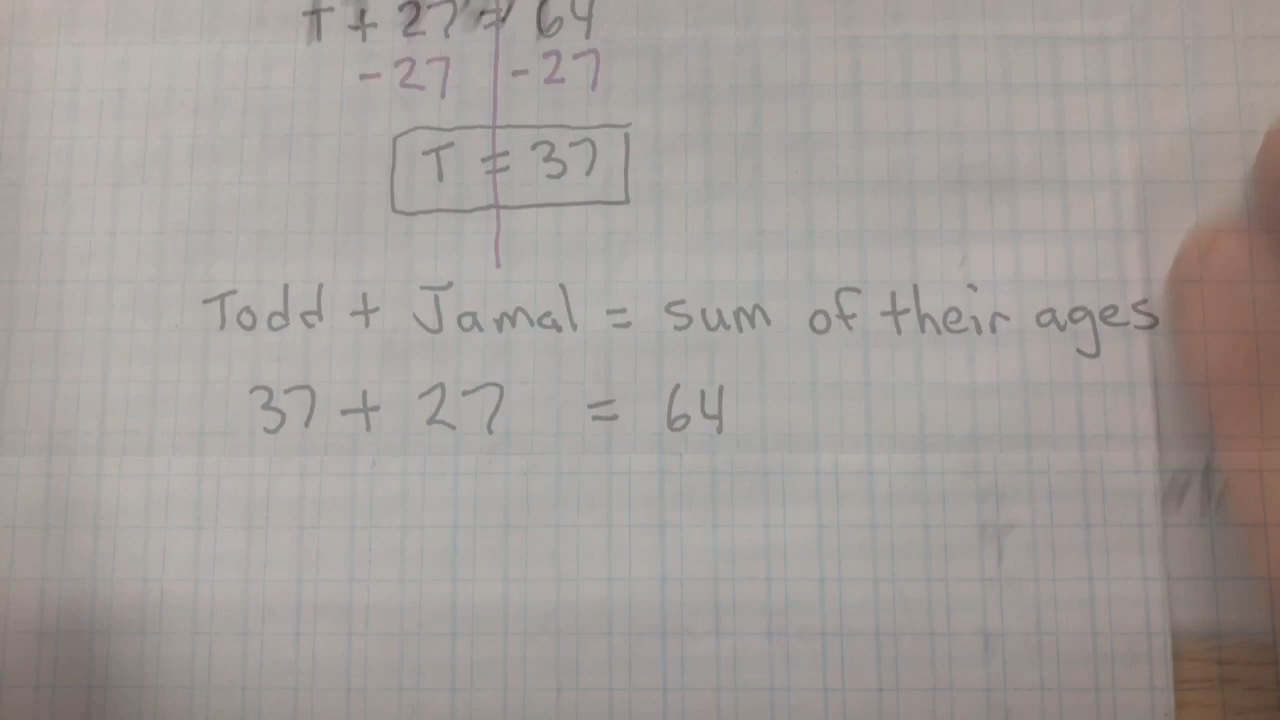 T + 27 = 64
-27 -27
T = 37
Todd + Jamal = sum of their ages
37 + 27 = 64